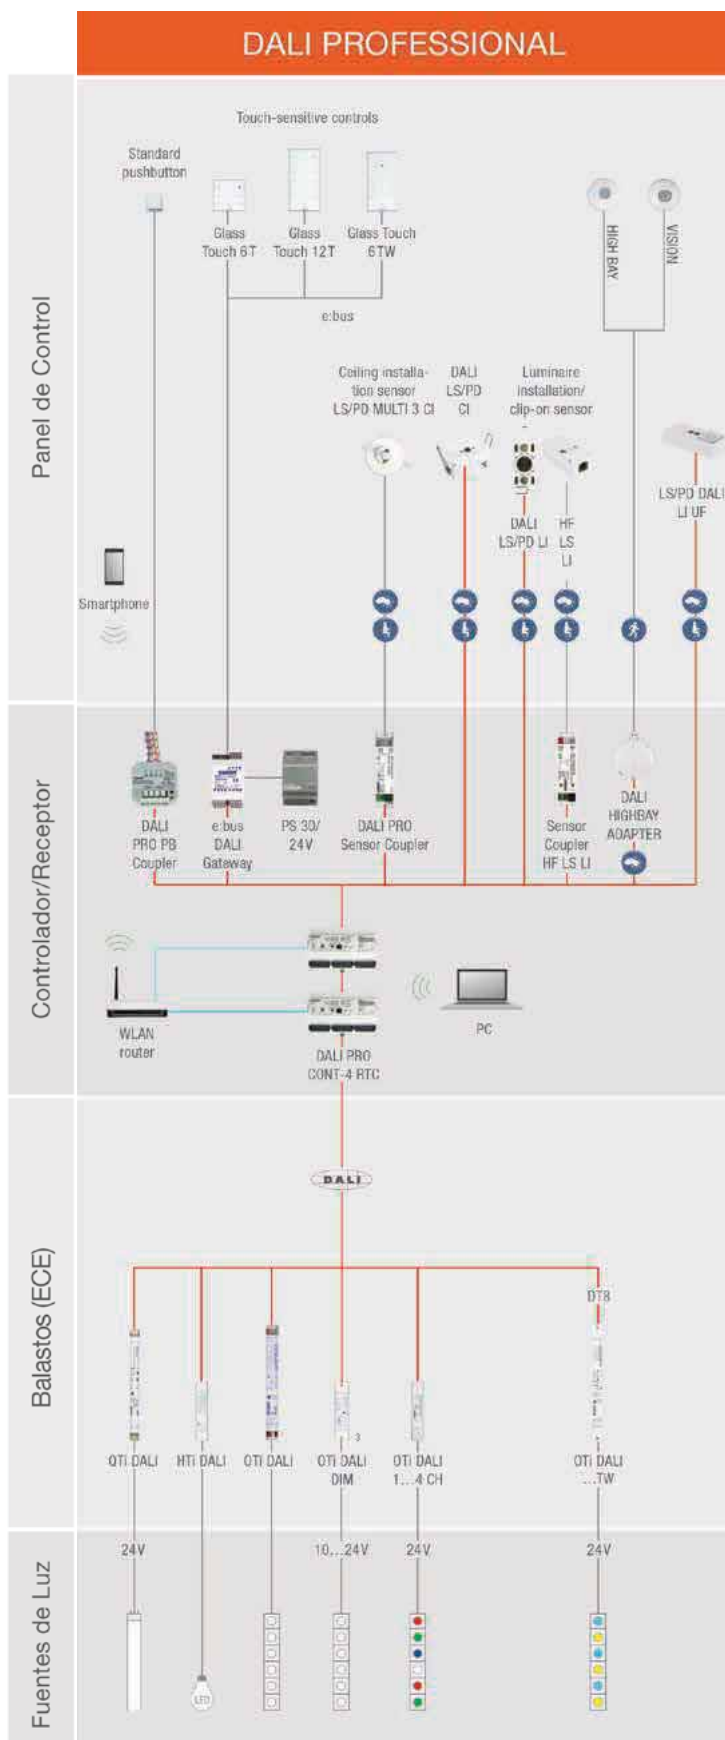 DALI PROFESSIONAL
Panel de Control
Touch-sensitive controls
Standard
pushbutton
Glass
Touch 6T
Glass
Touch 12T
Glass Touch
6TW
HIGH BAY
VISION
e:bus
Ceiling installa-
tion sensor
LS/PD MULTI 3 CI
DALI
LS/PD
CI
Luminaire
installation/
clip-on sensor
DALI
LS/PD LI
HF
LS
LI
LS/PD DALI
LI UF
Smartphone
Controlador/Receptor
DALI
PRO PB
Coupler
e:bus
DALI
Gateway
PS 30/
24V
DALI PRO
Sensor Coupler
Sensor
Coupler
HF LS LI
DALI
HIGHBAY
ADAPTER
WLAN
router
DALI PRO
CONT-4 RTC
PC
Balastos (ECE)
DALI
DT8
QTi DALI
HTi DALI
OTi DALI
OTi DALI
DIM
3
OTi DALI
1...4 CH
OTi DALI
...TW
Fuentes de Luz
24V
10...24V
24V
24V
LED